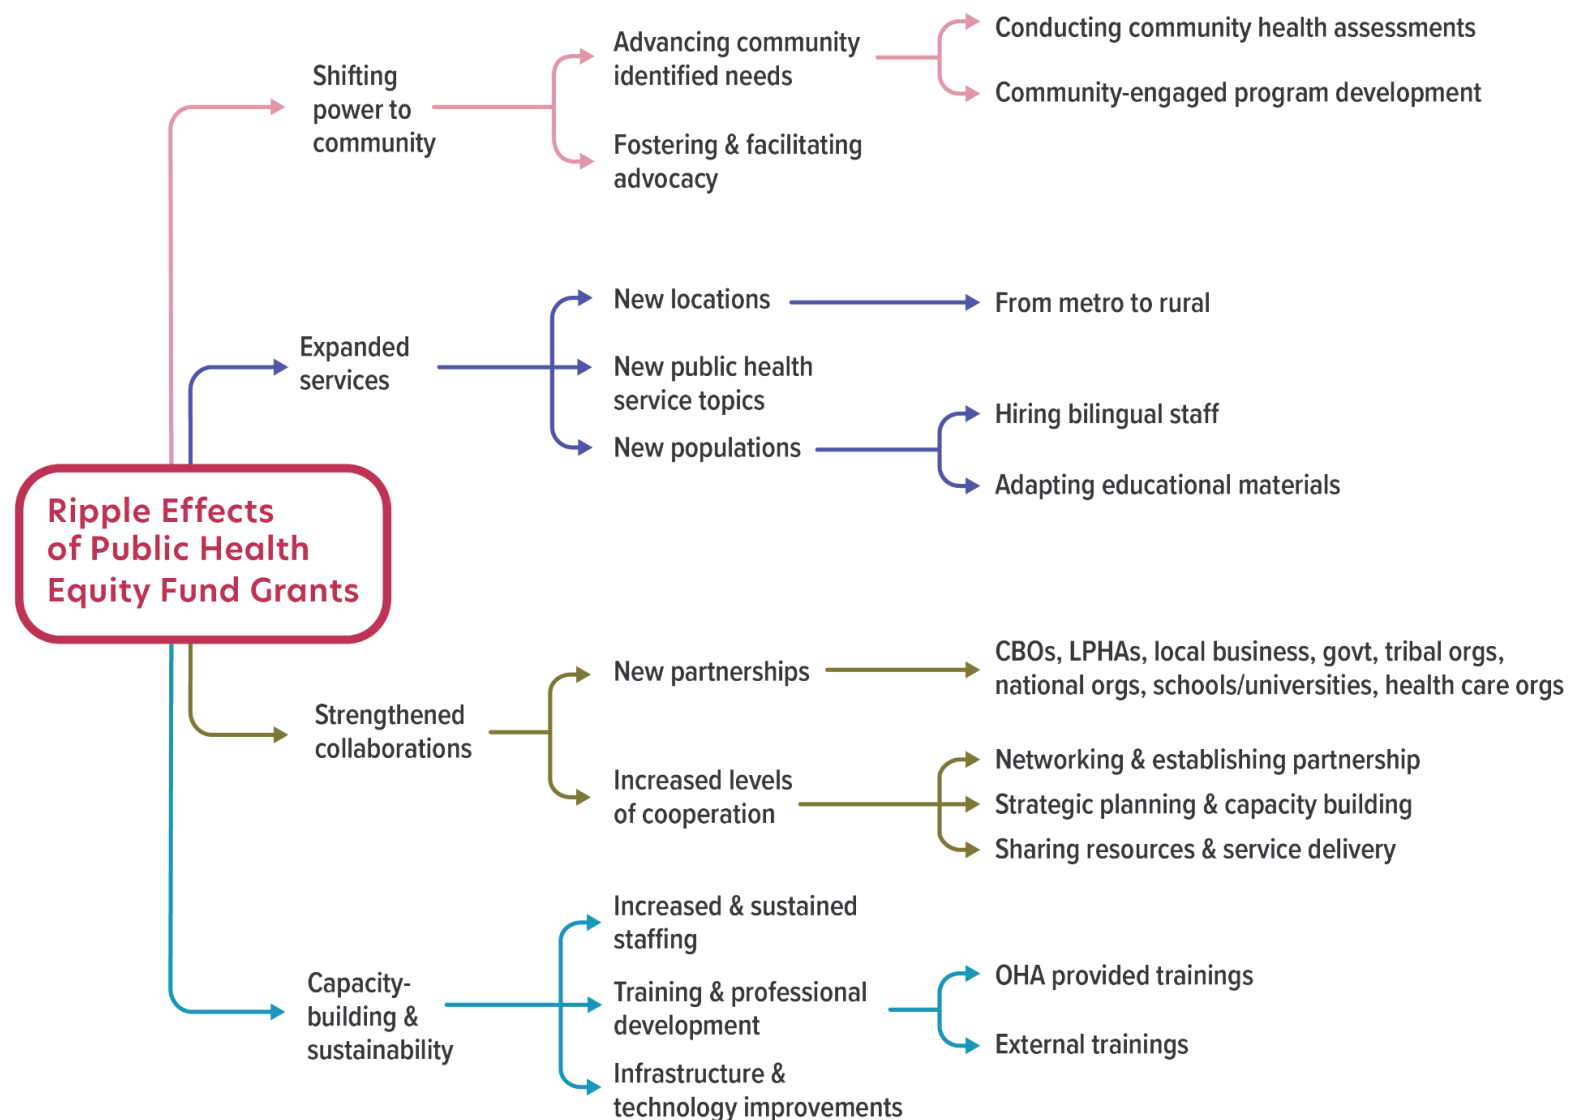 Ripple Effects
of Public Health
Equity Fund Grants
Shifting
power to
community
Advancing community
identified needs
Conducting community health assessments
Community-engaged program development
Fostering & facilitating
advocacy
Expanded
services
New locations
From metro to rural
New public health
service topics
New populations
Hiring bilingual staff
Adapting educational materials
Strengthened
collaborations
New partnerships
CBOs, LPHAs, local business, govt, tribal orgs,
national orgs, schools/universities, health care orgs
Increased levels
of cooperation
Networking & establishing partnership
Strategic planning & capacity building
Sharing resources & service delivery
Capacity-
building &
sustainability
Increased & sustained
staffing
Training & professional
development
OHA provided trainings
External trainings
Infrastructure &
technology improvements